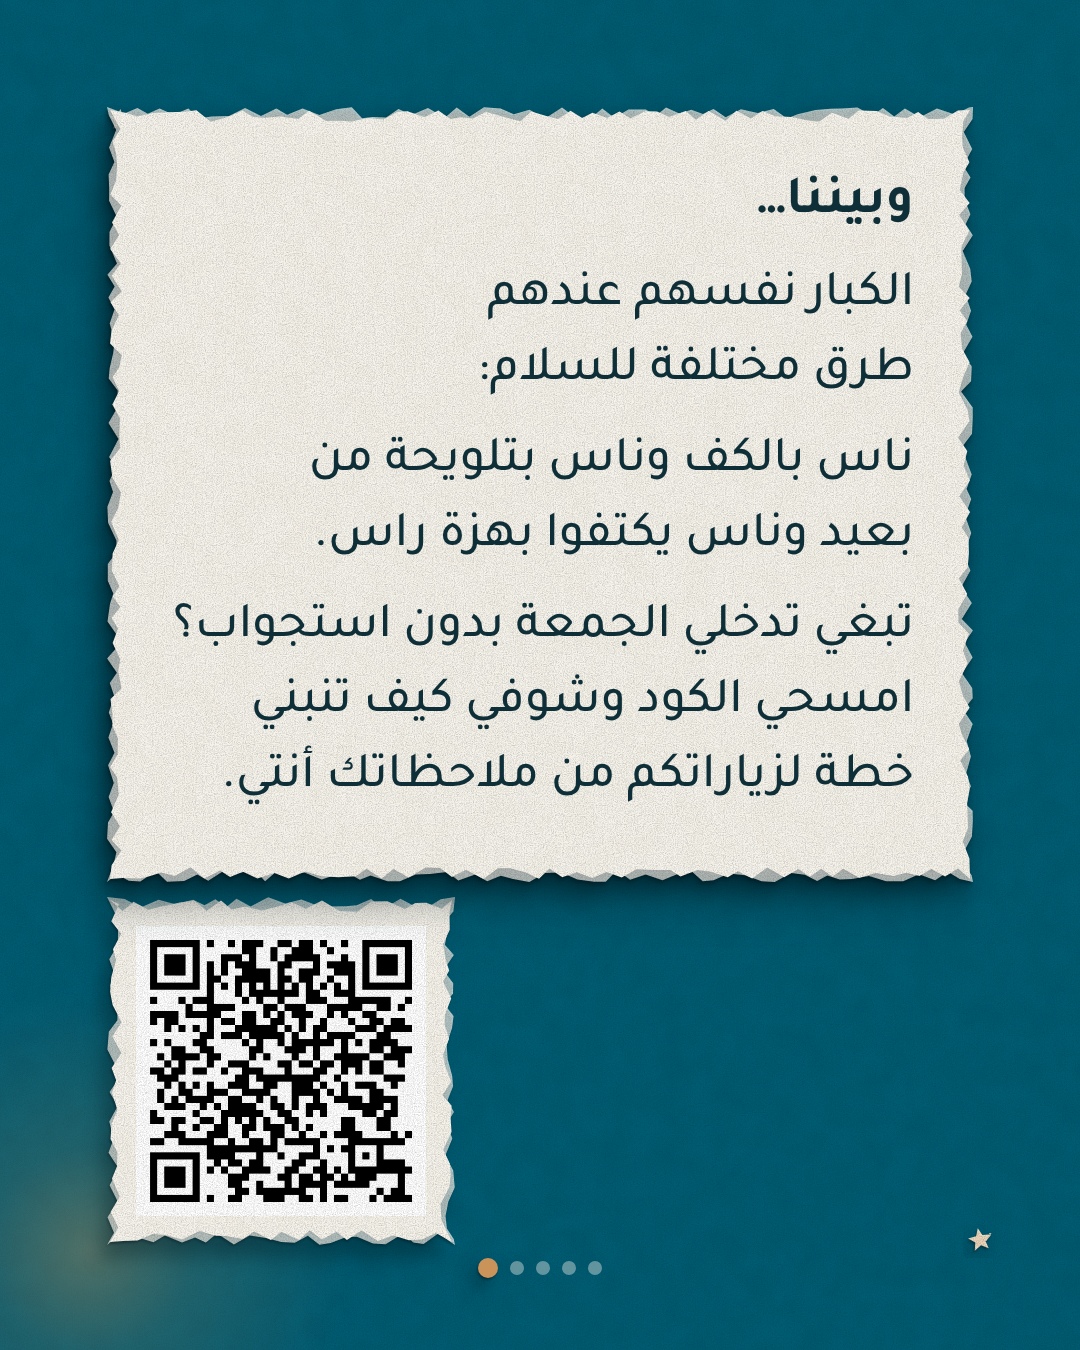 وبيننا...
الكبار نفسهم عندهم
طرق مختلفة للسلام:
ناس بالكف وناس بتلويحة من
بعيد وناس يكتفوا بهزة راس.
تبغي تدخلي الجمعة بدون استجواب؟
امسحي الكود وشوفي كيف تنبني
خطة لزياراتكم من ملاحظاتك أنتي.